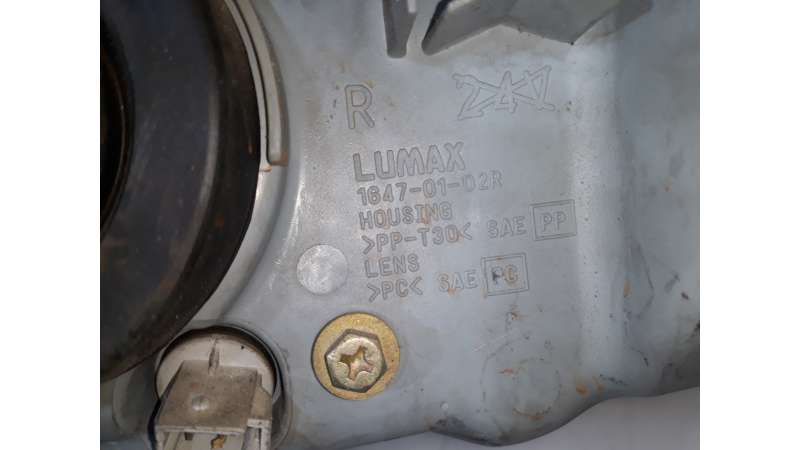 R
LUMAX
1647-01-02R
HOUSING
>PP-T30< SAE PP
LENS
>PC< SAE PC